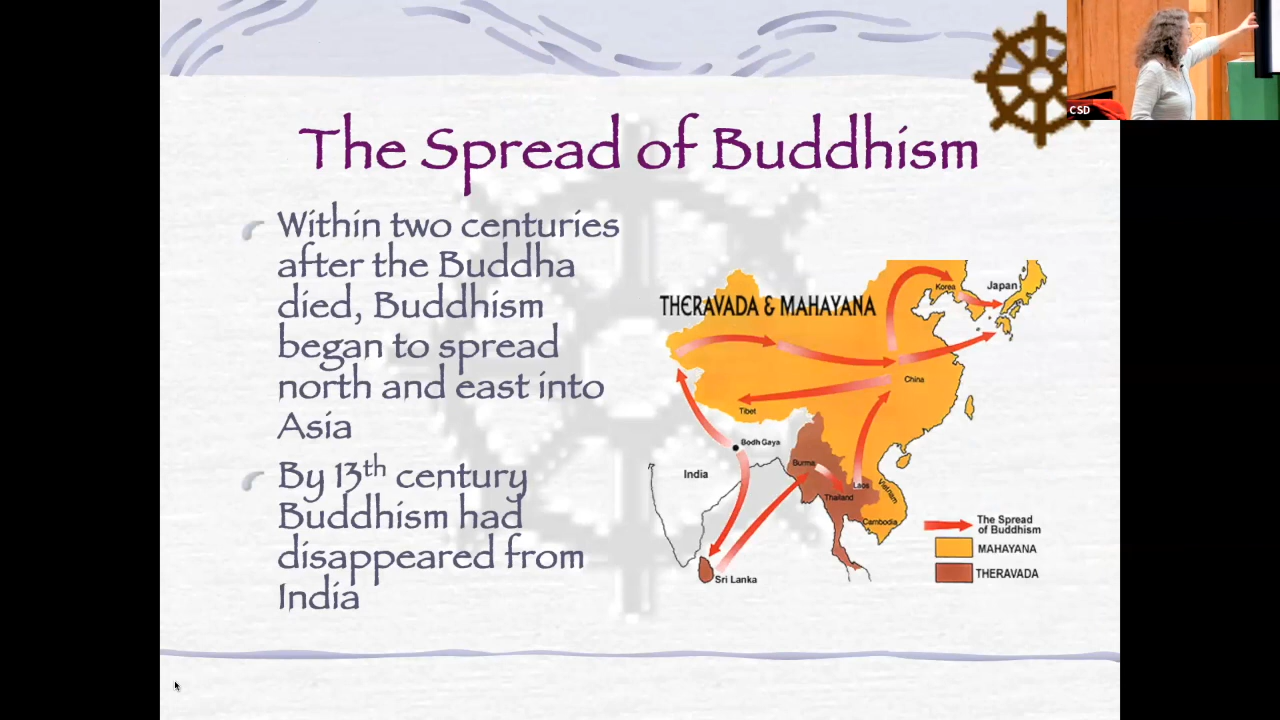 CSD
The Spread of Buddhism
Within two centuries
after the Buddha
died, Buddhism
began to spread
north and east into
Asia
By 13th century
Buddhism had
disappeared from
India
THERAVADA & MAHAYANA
Korea
Japan
China
Tibet
Bodh Gaya
India
Burma
Laos
Vietnam
Thailand
Cambodia
Sri Lanka
The Spread
of Buddhism
MAHAYANA
THERAVADA